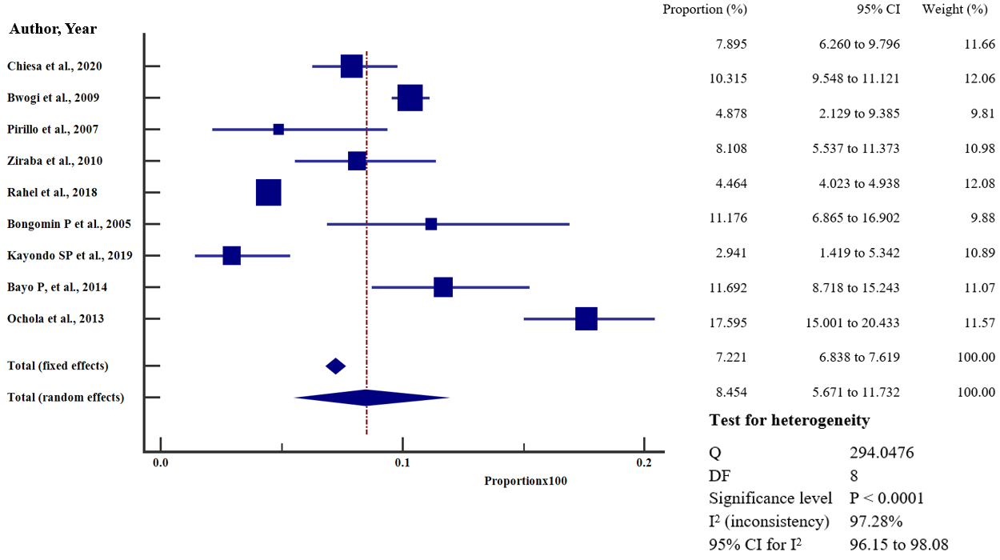 Proportion (%) 95% CI Weight (%)
Author, Year
7.895 6.260 to 9.796 11.66
Chiesa et al., 2020
10.315 9.548 to 11.121 12.06
Bwogi et al., 2009
4.878 2.129 to 9.385 9.81
Pirillo et al., 2007
8.108 5.537 to 11.373 10.98
Ziraba et al., 2010
4.464 4.023 to 4.938 12.08
Rahel et al., 2018
11.176 6.865 to 16.902 9.88
Bongomin P et al., 2005
2.941 1.419 to 5.342 10.89
Kayondo SP et al., 2019
11.692 8.718 to 15.243 11.07
Bayo P, et al., 2014
17.595 15.001 to 20.433 11.57
Ochola et al., 2013
7.221 6.838 to 7.619 100.00
Total (fixed effects)
8.454 5.671 to 11.732 100.00
Total (random effects)
0.0 0.1 0.2
Proportionx100
Test for heterogeneity
Q 294.0476
DF 8
Significance level P < 0.0001
I² (inconsistency) 97.28%
95% CI for I² 96.15 to 98.08